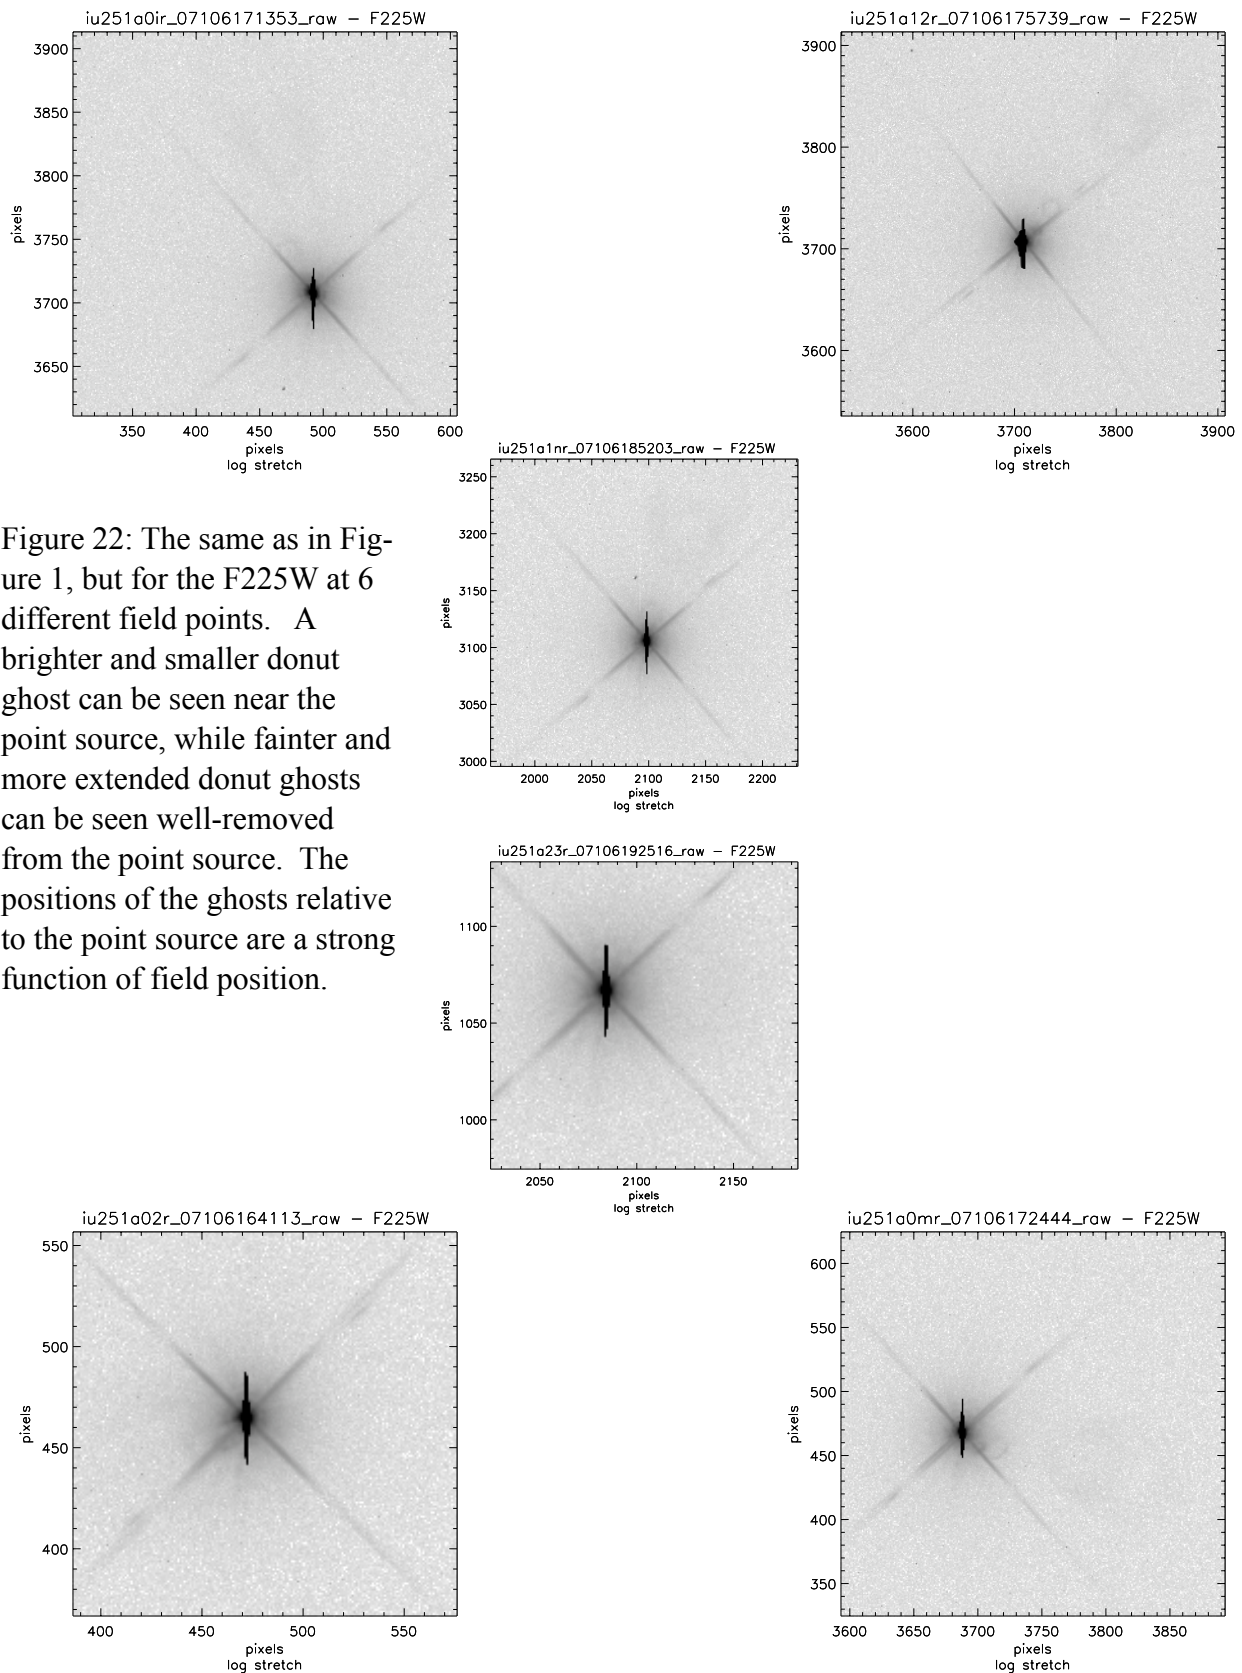 iu251a0ir_07106171353_raw – F225W
3900
3850
3800
3750
3700
3650
pixels
350 400 450 500 550 600
pixels
log stretch
iu251a12r_07106175739_raw – F225W
3900
3800
3700
3600
pixels
3600 3700 3800 3900
pixels
log stretch
iu251a1nr_07106185203_raw – F225W
3250
3200
3150
3100
3050
3000
pixels
2000 2050 2100 2150 2200
pixels
log stretch
Figure 22: The same as in Fig-
ure 1, but for the F225W at 6
different field points. A
brighter and smaller donut
ghost can be seen near the
point source, while fainter and
more extended donut ghosts
can be seen well-removed
from the point source. The
positions of the ghosts relative
to the point source are a strong
function of field position.
iu251a23r_07106192516_raw – F225W
1100
1050
1000
pixels
2050 2100 2150
pixels
log stretch
iu251a02r_07106164113_raw – F225W
550
500
450
400
pixels
400 450 500 550
pixels
log stretch
iu251a0mr_07106172444_raw – F225W
600
550
500
450
400
350
pixels
3600 3650 3700 3750 3800 3850
pixels
log stretch